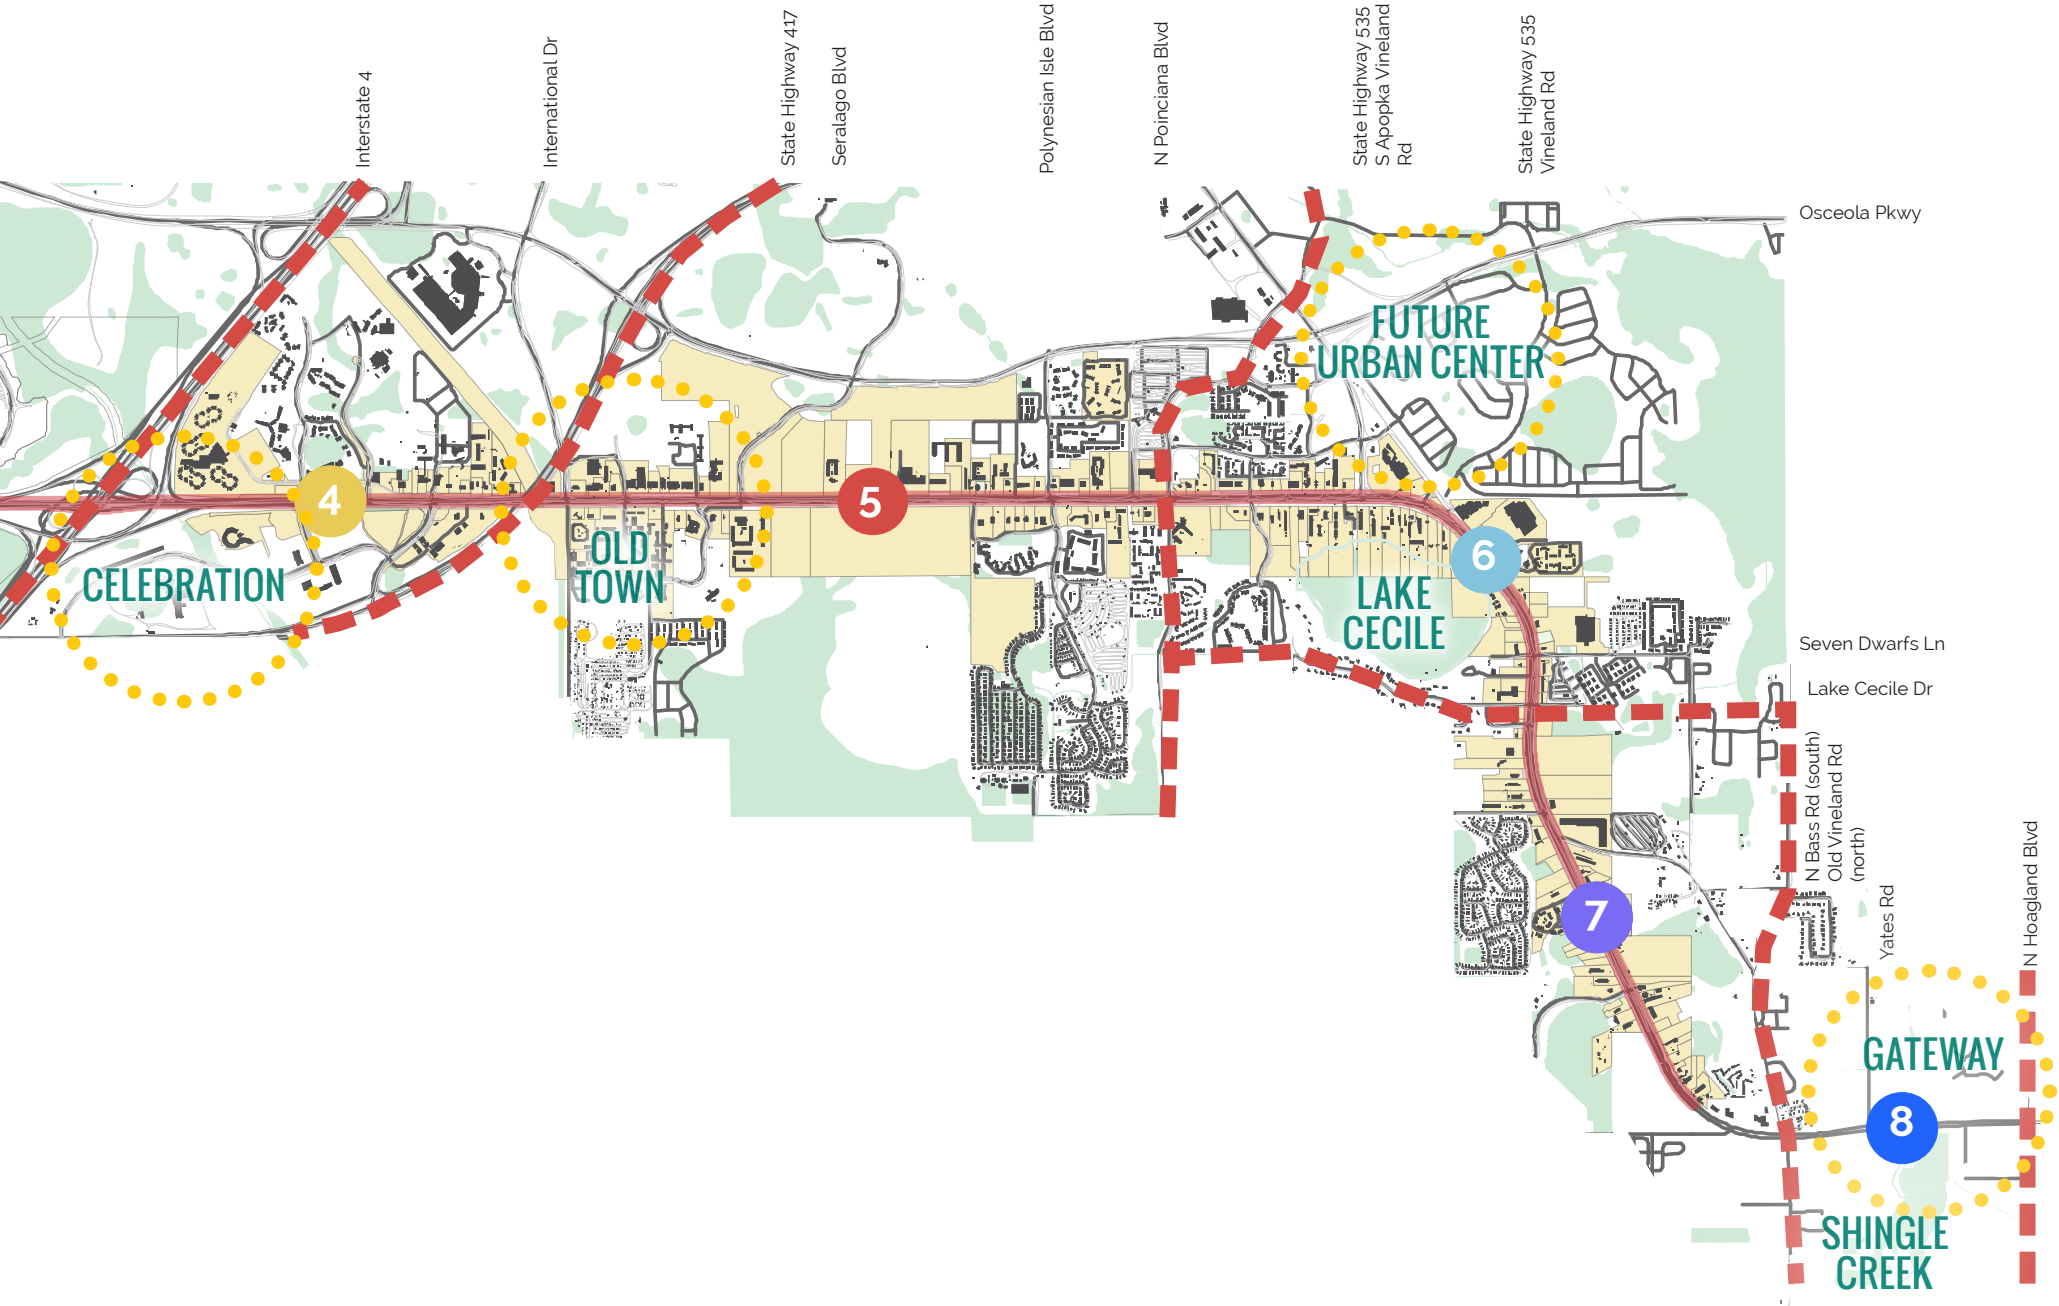 Interstate 4
International Dr
State Highway 417
Seralago Blvd
Polynesian Isle Blvd
N Poinciana Blvd
State Highway 535
S Apopka Vineland
Rd
State Highway 535
Vineland Rd
Osceola Pkwy
FUTURE
URBAN CENTER
4
5
OLD
TOWN
CELEBRATION
6
LAKE
CECILE
Seven Dwarfs Ln
Lake Cecile Dr
N Bass Rd (south)
Old Vineland Rd
(north)
7
Yates Rd
N Hoagland Blvd
GATEWAY
8
SHINGLE
CREEK